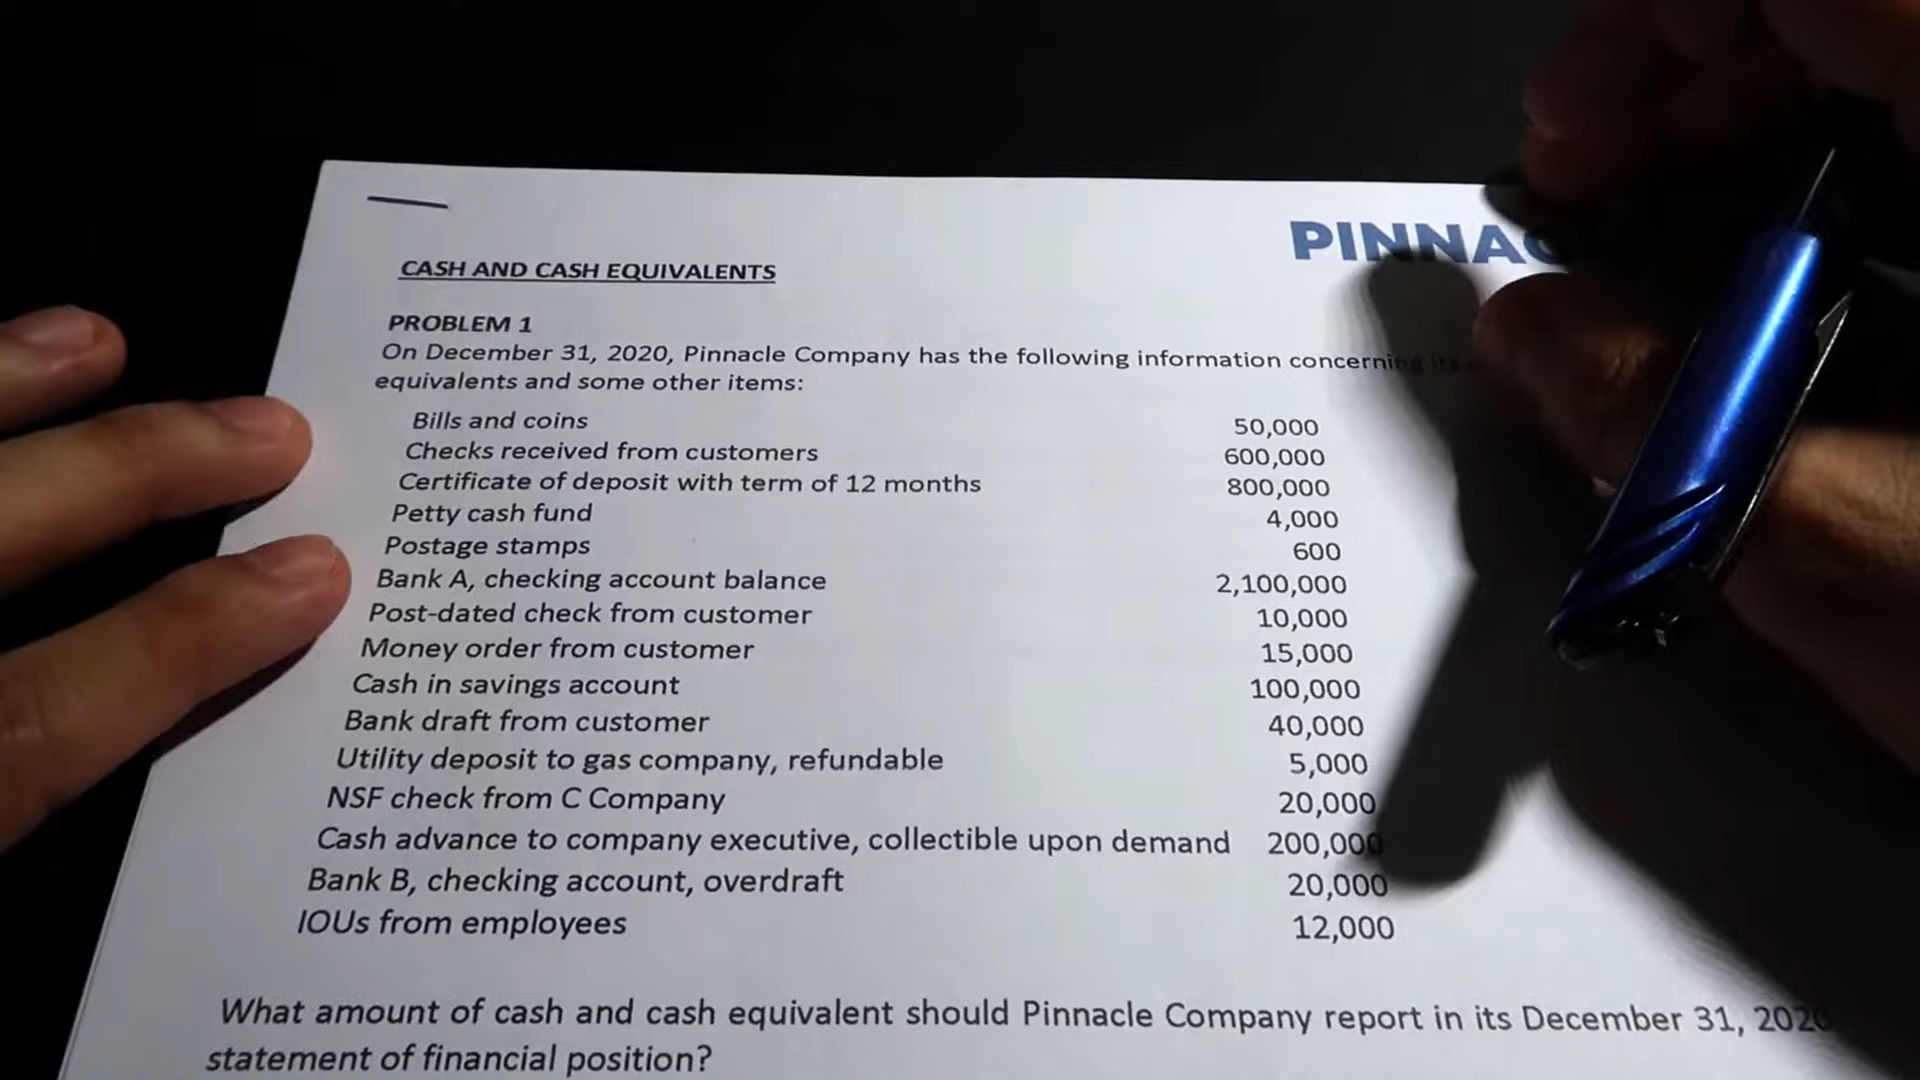 PINNA
CASH AND CASH EQUIVALENTS
PROBLEM 1
On December 31, 2020, Pinnacle Company has the following information concerning its
equivalents and some other items:
Bills and coins 50,000
Checks received from customers 600,000
Certificate of deposit with term of 12 months 800,000
Petty cash fund 4,000
Postage stamps 600
Bank A, checking account balance 2,100,000
Post-dated check from customer 10,000
Money order from customer 15,000
Cash in savings account 100,000
Bank draft from customer 40,000
Utility deposit to gas company, refundable 5,000
NSF check from C Company 20,000
Cash advance to company executive, collectible upon demand 200,000
Bank B, checking account, overdraft 20,000
IOUs from employees 12,000
What amount of cash and cash equivalent should Pinnacle Company report in its December 31, 2020
statement of financial position?